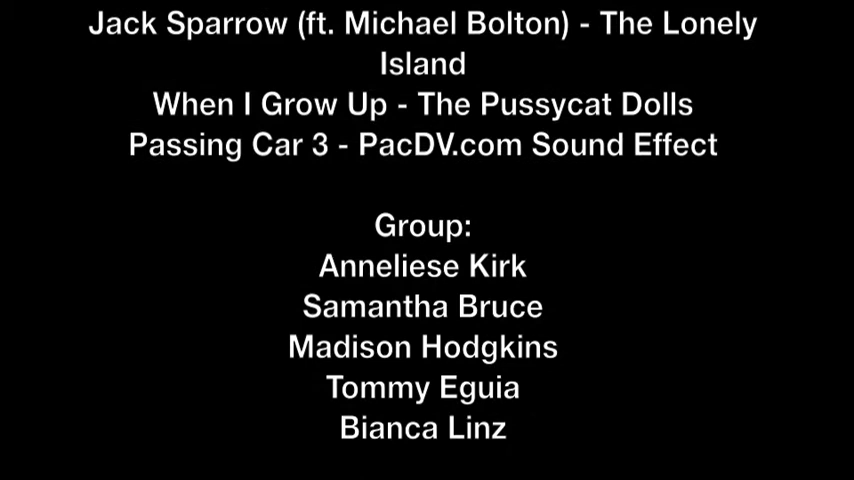 Jack Sparrow (ft. Michael Bolton) - The Lonely
Island
When I Grow Up - The Pussycat Dolls
Passing Car 3 - PacDV.com Sound Effect
Group:
Anneliese Kirk
Samantha Bruce
Madison Hodgkins
Tommy Eguia
Bianca Linz